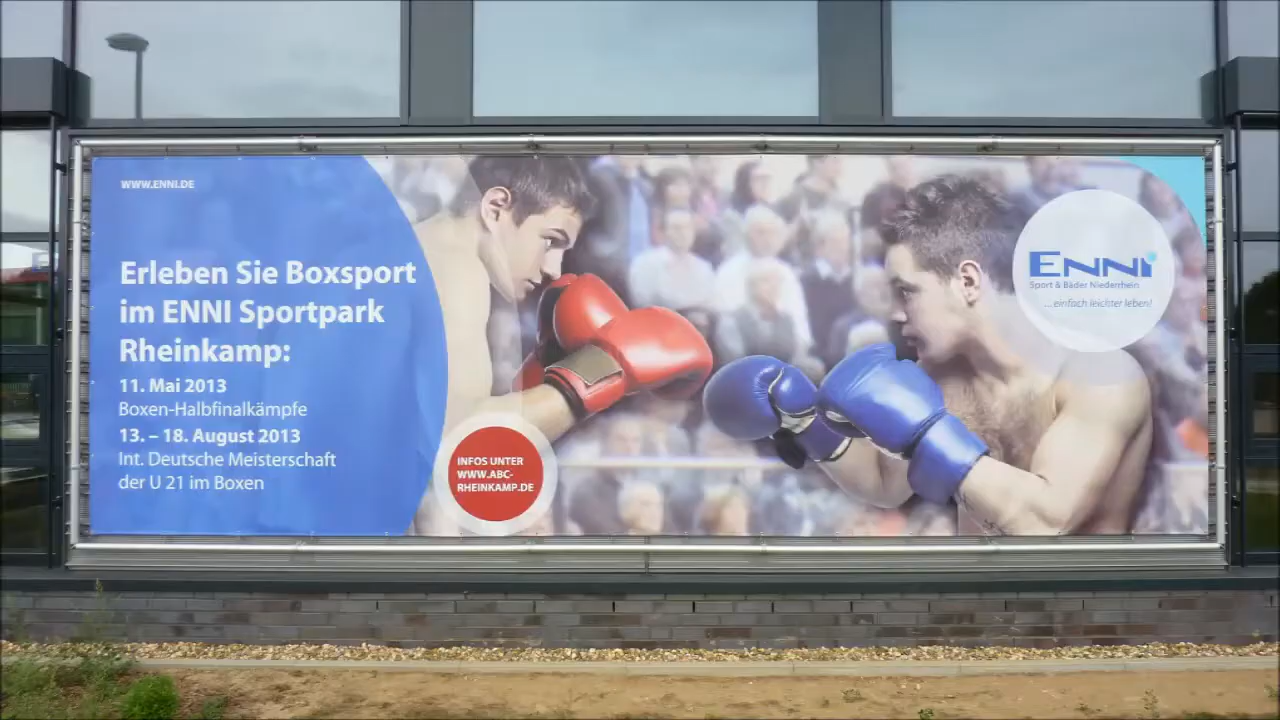 WWW.ENNI.DE
Erleben Sie Boxsport
im ENNI Sportpark
Rheinkamp:
11. Mai 2013
Boxen-Halbfinalkämpfe
13. – 18. August 2013
Int. Deutsche Meisterschaft
der U 21 im Boxen
INFOS UNTER
WWW.ABC-
RHEINKAMP.DE
ENNI
Sport & Bäder Niederrhein
...einfach leichter leben!